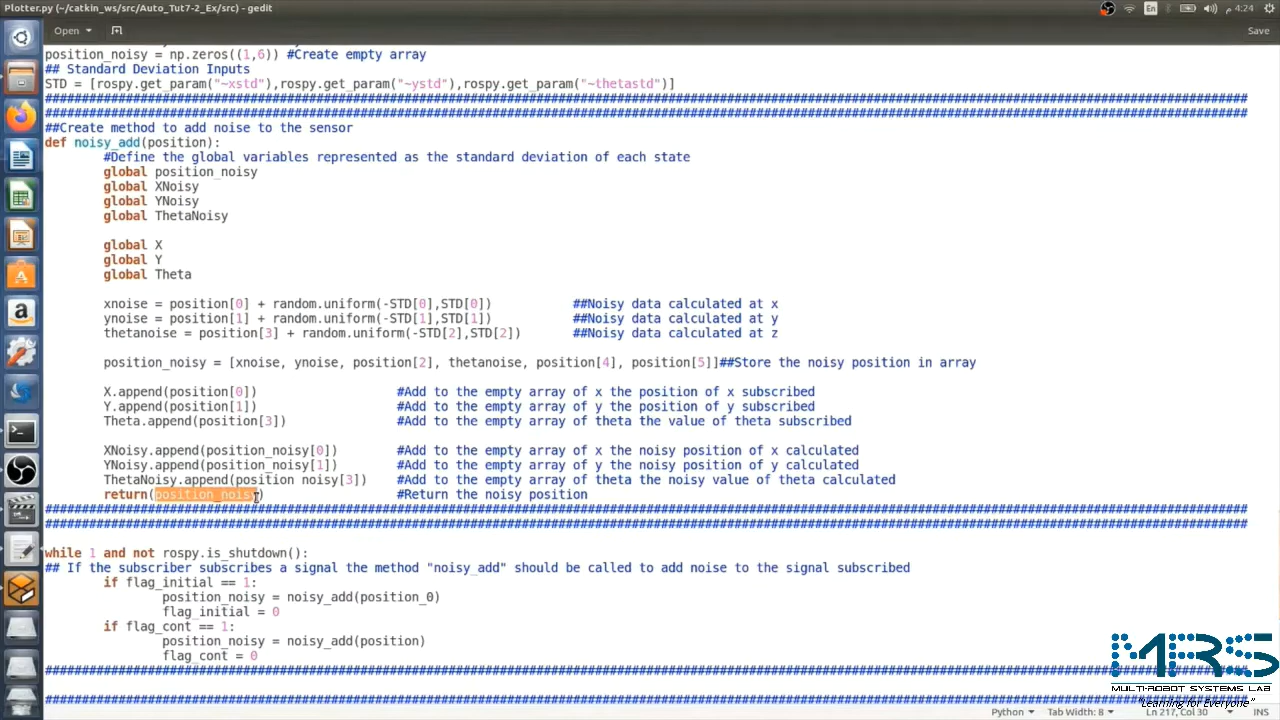 Plotter.py (~/catkin_ws/src/Auto_Tut7-2_Ex/src) - gedit
En
4:24
Open
Save
position_noisy = np.zeros((1,6)) #Create empty array
## Standard Deviation Inputs
STD = [rospy.get_param("~xstd"),rospy.get_param("~ystd"),rospy.get_param("~thetastd")]
##Create method to add noise to the sensor
def noisy_add(position):
#Define the global variables represented as the standard deviation of each state
global position_noisy
global XNoisy
global YNoisy
global ThetaNoisy
global X
global Y
global Theta
xnoise = position[0] + random.uniform(-STD[0],STD[0]) ##Noisy data calculated at x
ynoise = position[1] + random.uniform(-STD[1],STD[1]) ##Noisy data calculated at y
thetanoise = position[3] + random.uniform(-STD[2],STD[2]) ##Noisy data calculated at z
position_noisy = [xnoise, ynoise, position[2], thetanoise, position[4], position[5]]##Store the noisy position in array
X.append(position[0]) #Add to the empty array of x the position of x subscribed
Y.append(position[1]) #Add to the empty array of y the position of y subscribed
Theta.append(position[3]) #Add to the empty array of theta the value of theta subscribed
XNoisy.append(position_noisy[0]) #Add to the empty array of x the noisy position of x calculated
YNoisy.append(position_noisy[1]) #Add to the empty array of y the noisy position of y calculated
ThetaNoisy.append(position_noisy[3]) #Add to the empty array of theta the noisy value of theta calculated
return(position_noisy) #Return the noisy position
while 1 and not rospy.is_shutdown():
## If the subscriber subscribes a signal the method "noisy_add" should be called to add noise to the signal subscribed
if flag_initial == 1:
position_noisy = noisy_add(position_0)
flag_initial = 0
if flag_cont == 1:
position_noisy = noisy_add(position)
flag_cont = 0
MRS
MULTI-ROBOT SYSTEMS LAB
"Learning for Everyone"
Python Tab Width: 8 Ln 217, Col 30 INS